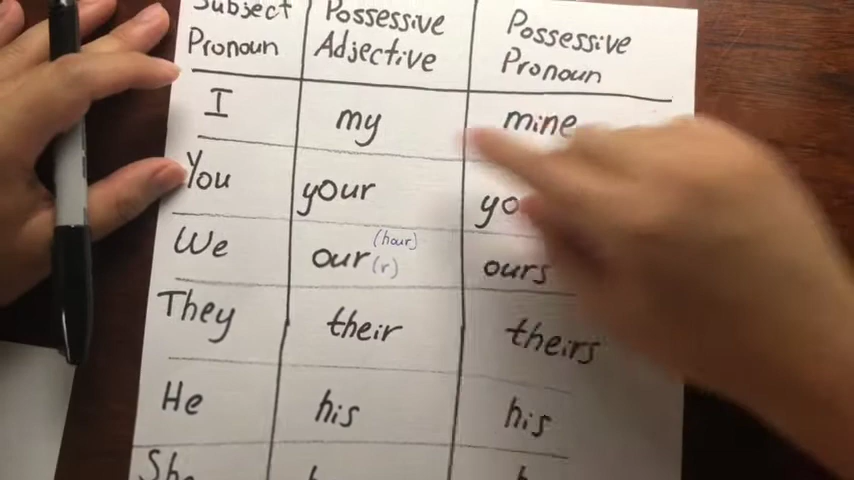 Subject Possessive Possessive
Pronoun Adjective Pronoun
I my mine
You your
We our (hour) (r) ours
They their theirs
He his his